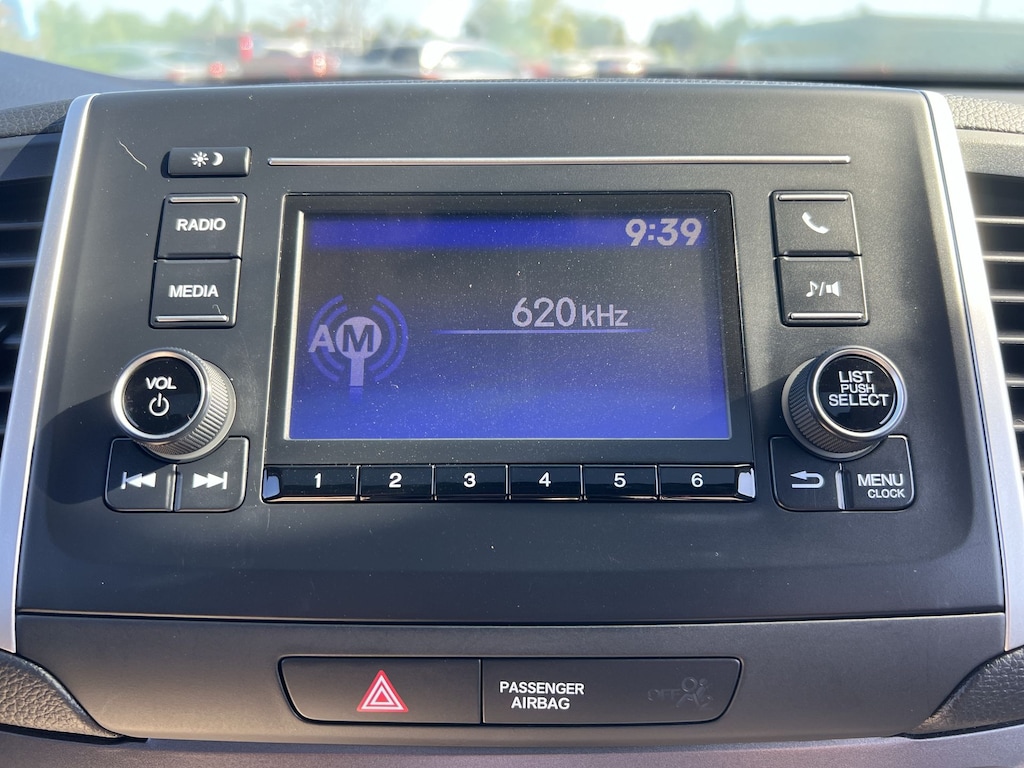 RADIO
MEDIA
VOL
9:39
AM
620 kHz
1 2 3 4 5 6
LIST
PUSH
SELECT
MENU
CLOCK
PASSENGER
AIRBAG
OFF